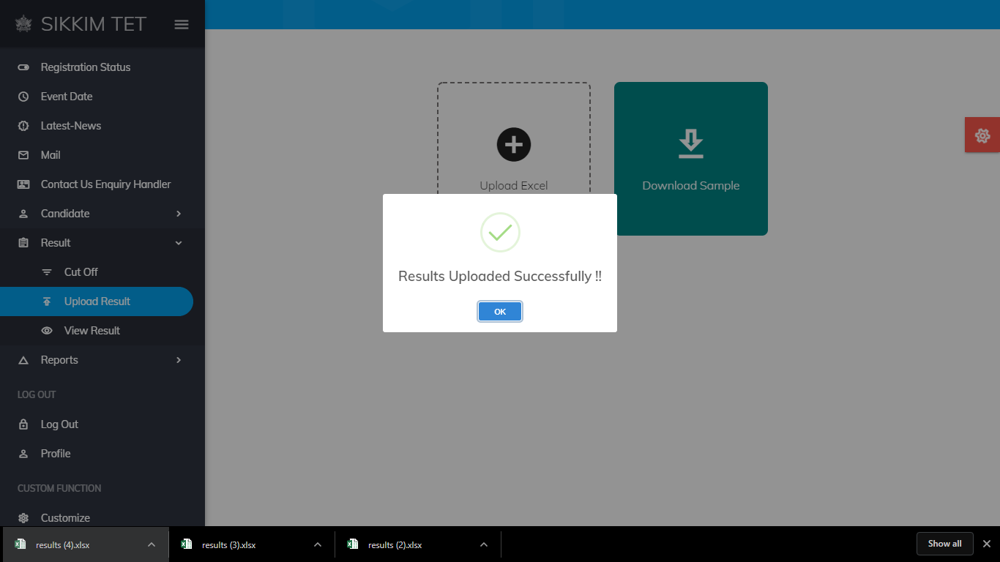 SIKKIM TET
Registration Status
Event Date
Latest-News
Mail
Contact Us Enquiry Handler
Candidate
Result
Cut Off
Upload Result
View Result
Reports
LOG OUT
Log Out
Profile
CUSTOM FUNCTION
Customize
Upload Excel
Download Sample
Results Uploaded Successfully !!
OK
results (4).xlsx
results (3).xlsx
results (2).xlsx
Show all